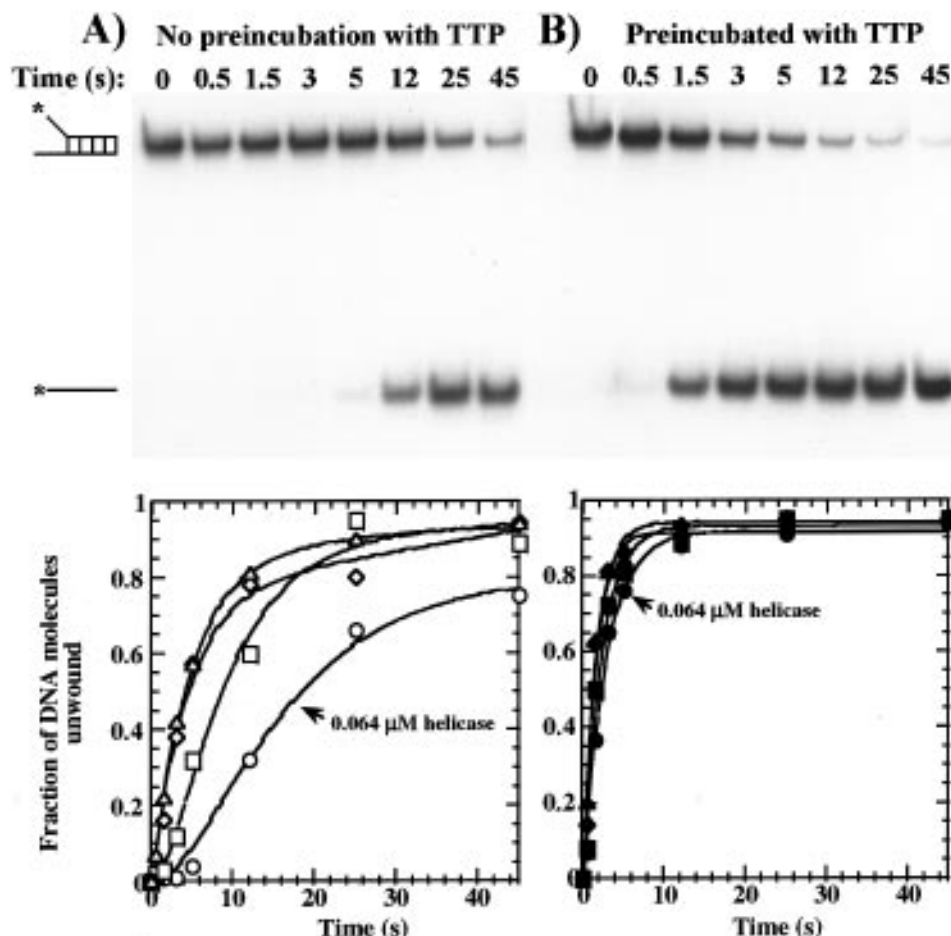 A) No preincubation with TTP
Time (s): 0 0.5 1.5 3 5 12 25 45
B) Preincubated with TTP
0 0.5 1.5 3 5 12 25 45
*
*
Fraction of DNA molecules
unwound
1
0.8
0.6
0.4
0.2
0
0.064 μM helicase
0 10 20 30 40
Time (s)
1
0.8
0.6
0.4
0.2
0
0.064 μM helicase
0 10 20 30 40
Time (s)